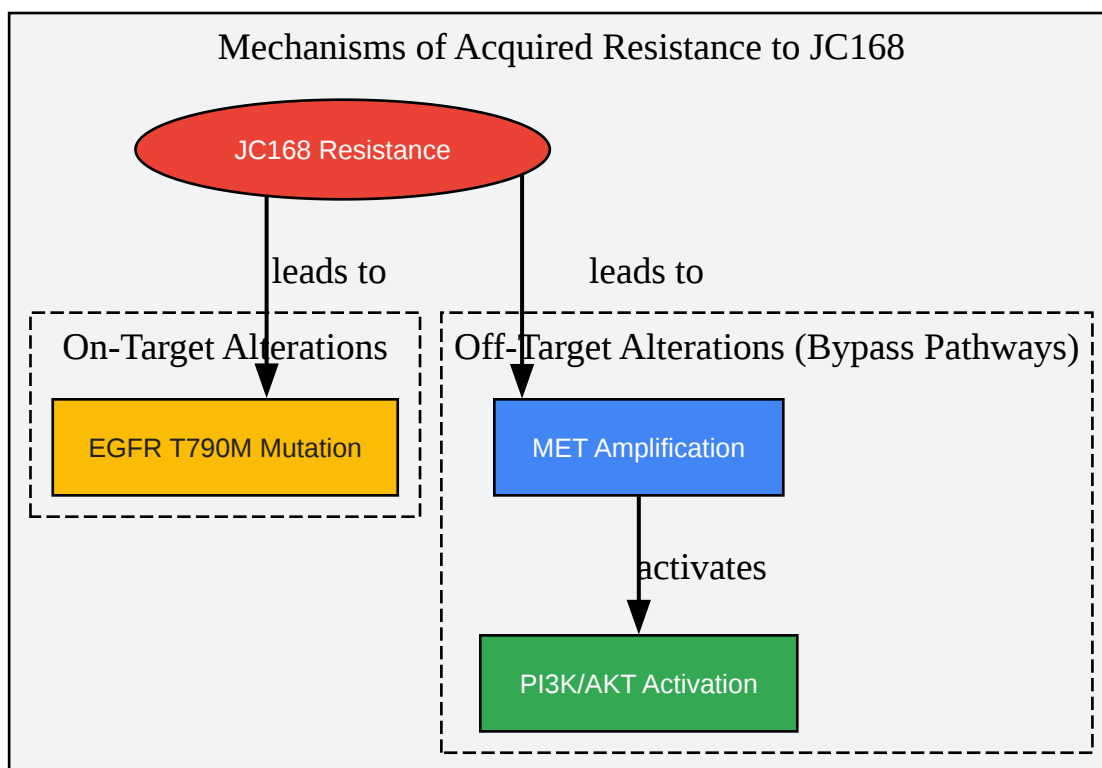 Mechanisms of Acquired Resistance to JC168
JC168 Resistance
leads to
leads to
On-Target Alterations
Off-Target Alterations (Bypass Pathways)
EGFR T790M Mutation
MET Amplification
activates
PI3K/AKT Activation